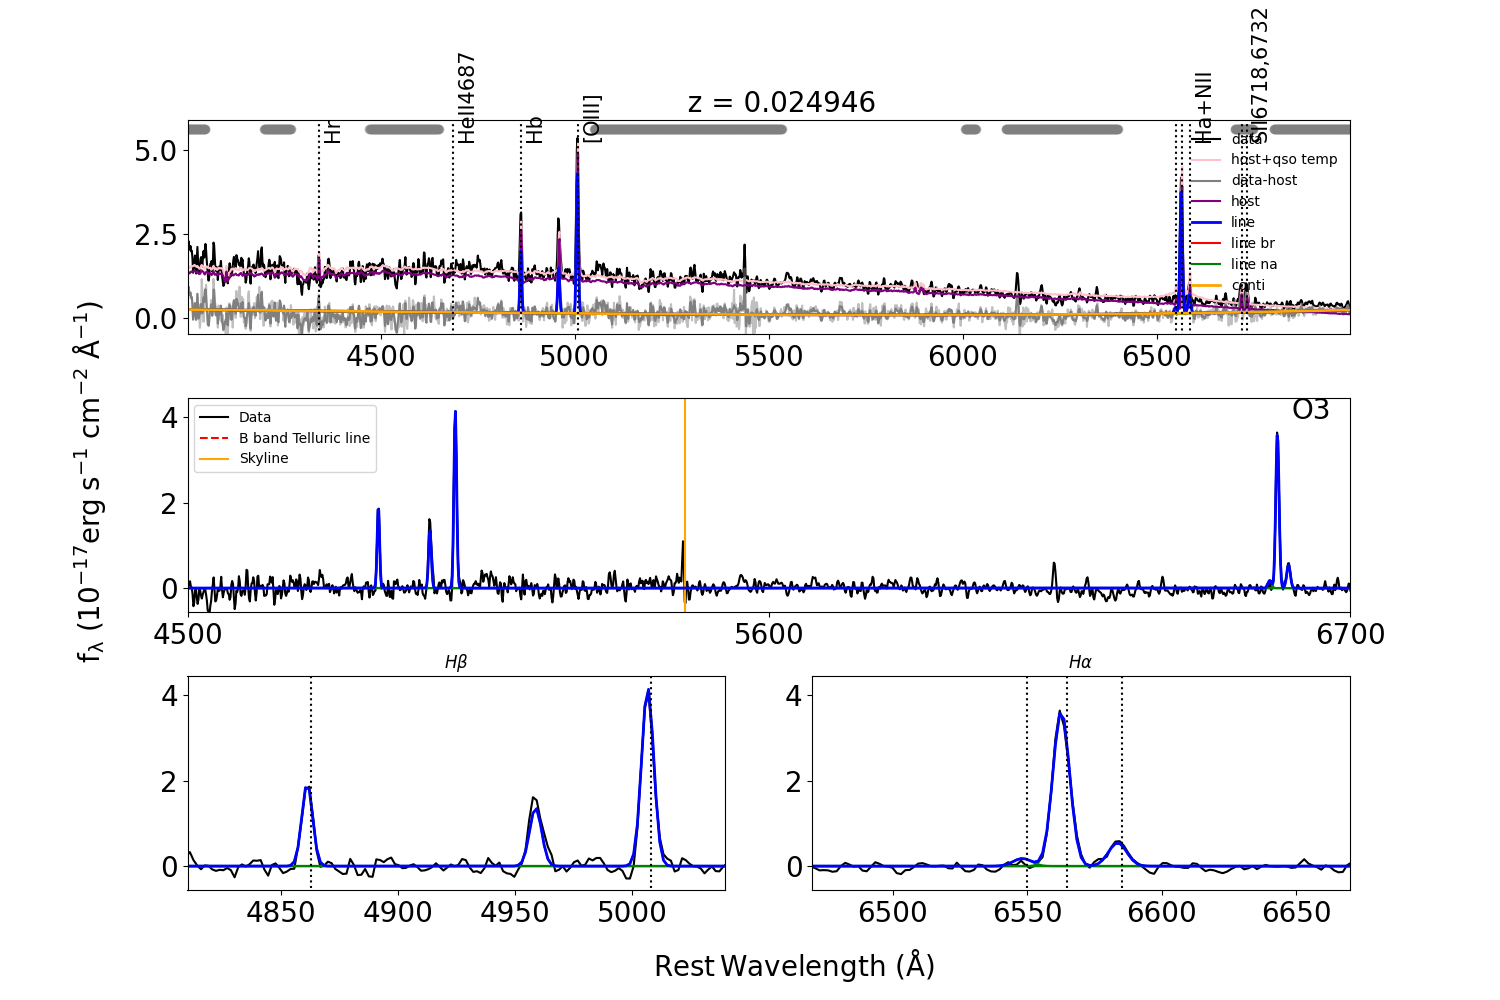 z = 0.024946
Hr
HeII4687
Hb
[OIII]
Ha+NII
SII6718,6732
5.0
2.5
0.0
data
host+qso temp
data-host
host
line
line br
line na
conti
4500
5000
5500
6000
6500
fλ (10−17erg s−1 cm−2 Å−1)
4
2
0
Data
B band Telluric line
Skyline
O3
4500
5600
6700
Hβ
4
2
0
4850
4900
4950
5000
Hα
4
2
0
6500
6550
6600
6650
Rest Wavelength (Å)